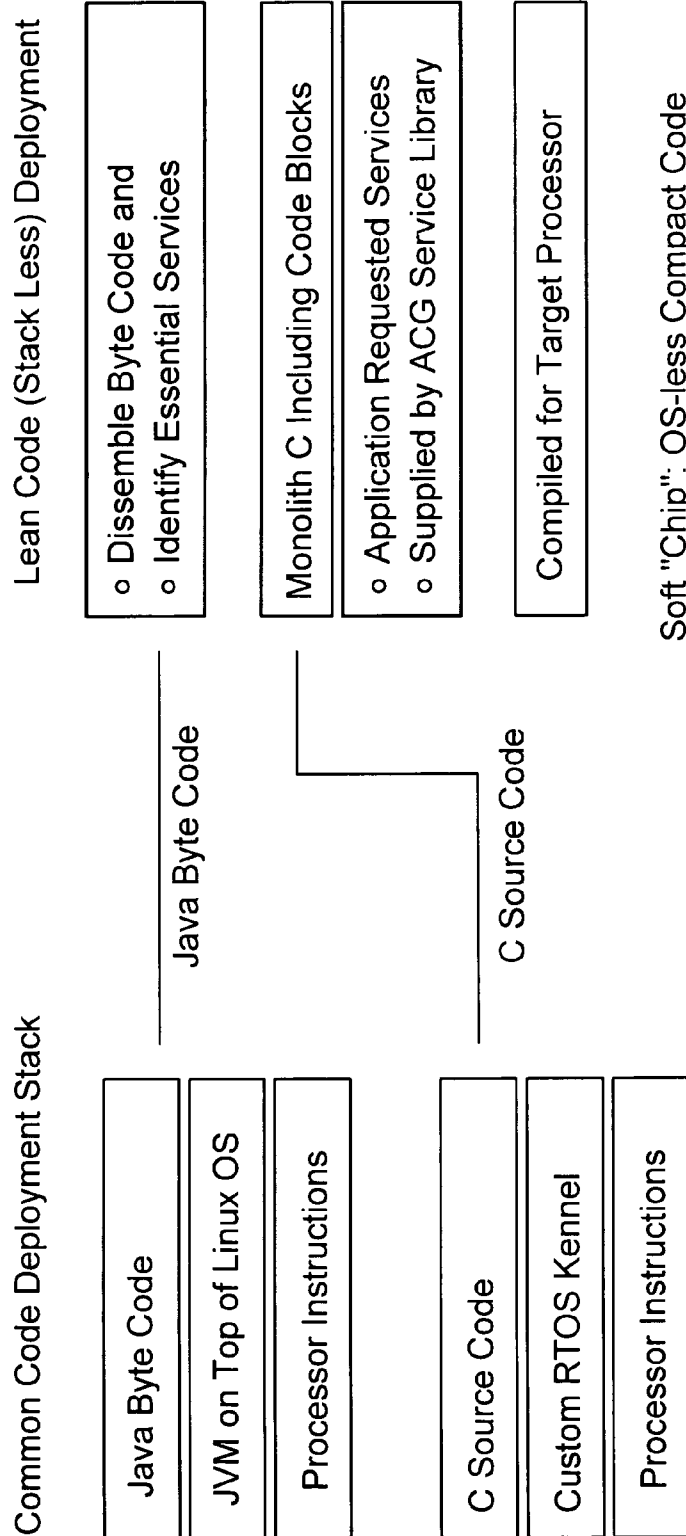 Common Code Deployment Stack
Java Byte Code
JVM on Top of Linux OS
Processor Instructions
C Source Code
Custom RTOS Kennel
Processor Instructions
Java Byte Code
C Source Code
Lean Code (Stack Less) Deployment
o Dissemble Byte Code and
o Identify Essential Services
Monolith C Including Code Blocks
o Application Requested Services
o Supplied by ACG Service Library
Compiled for Target Processor
Soft "Chip": OS-less Compact Code